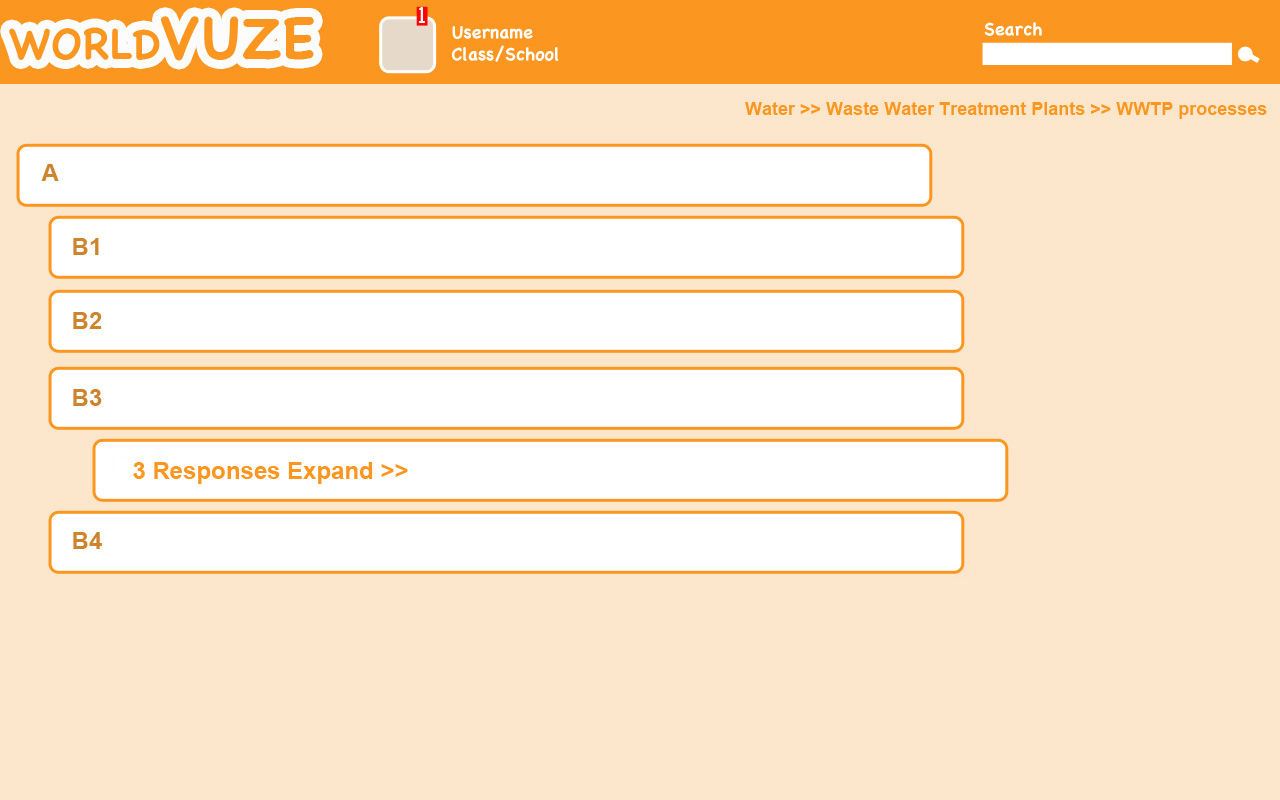 WORLDVUZE
1
Username
Class/School
Search
Water >> Waste Water Treatment Plants >> WWTP processes
A
B1
B2
B3
3 Responses Expand >>
B4